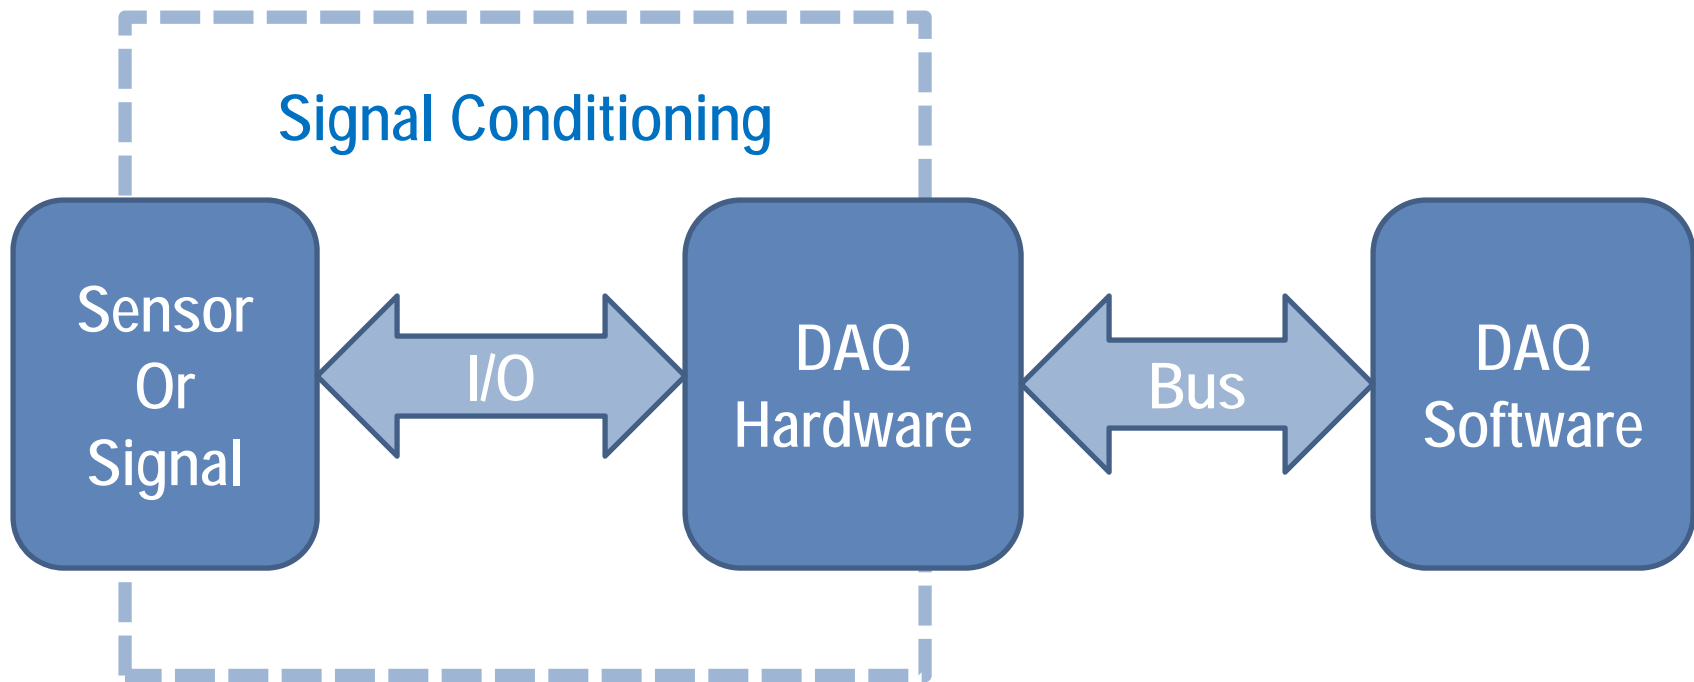 Signal Conditioning
Sensor
Or
Signal
I/O
DAQ
Hardware
Bus
DAQ
Software